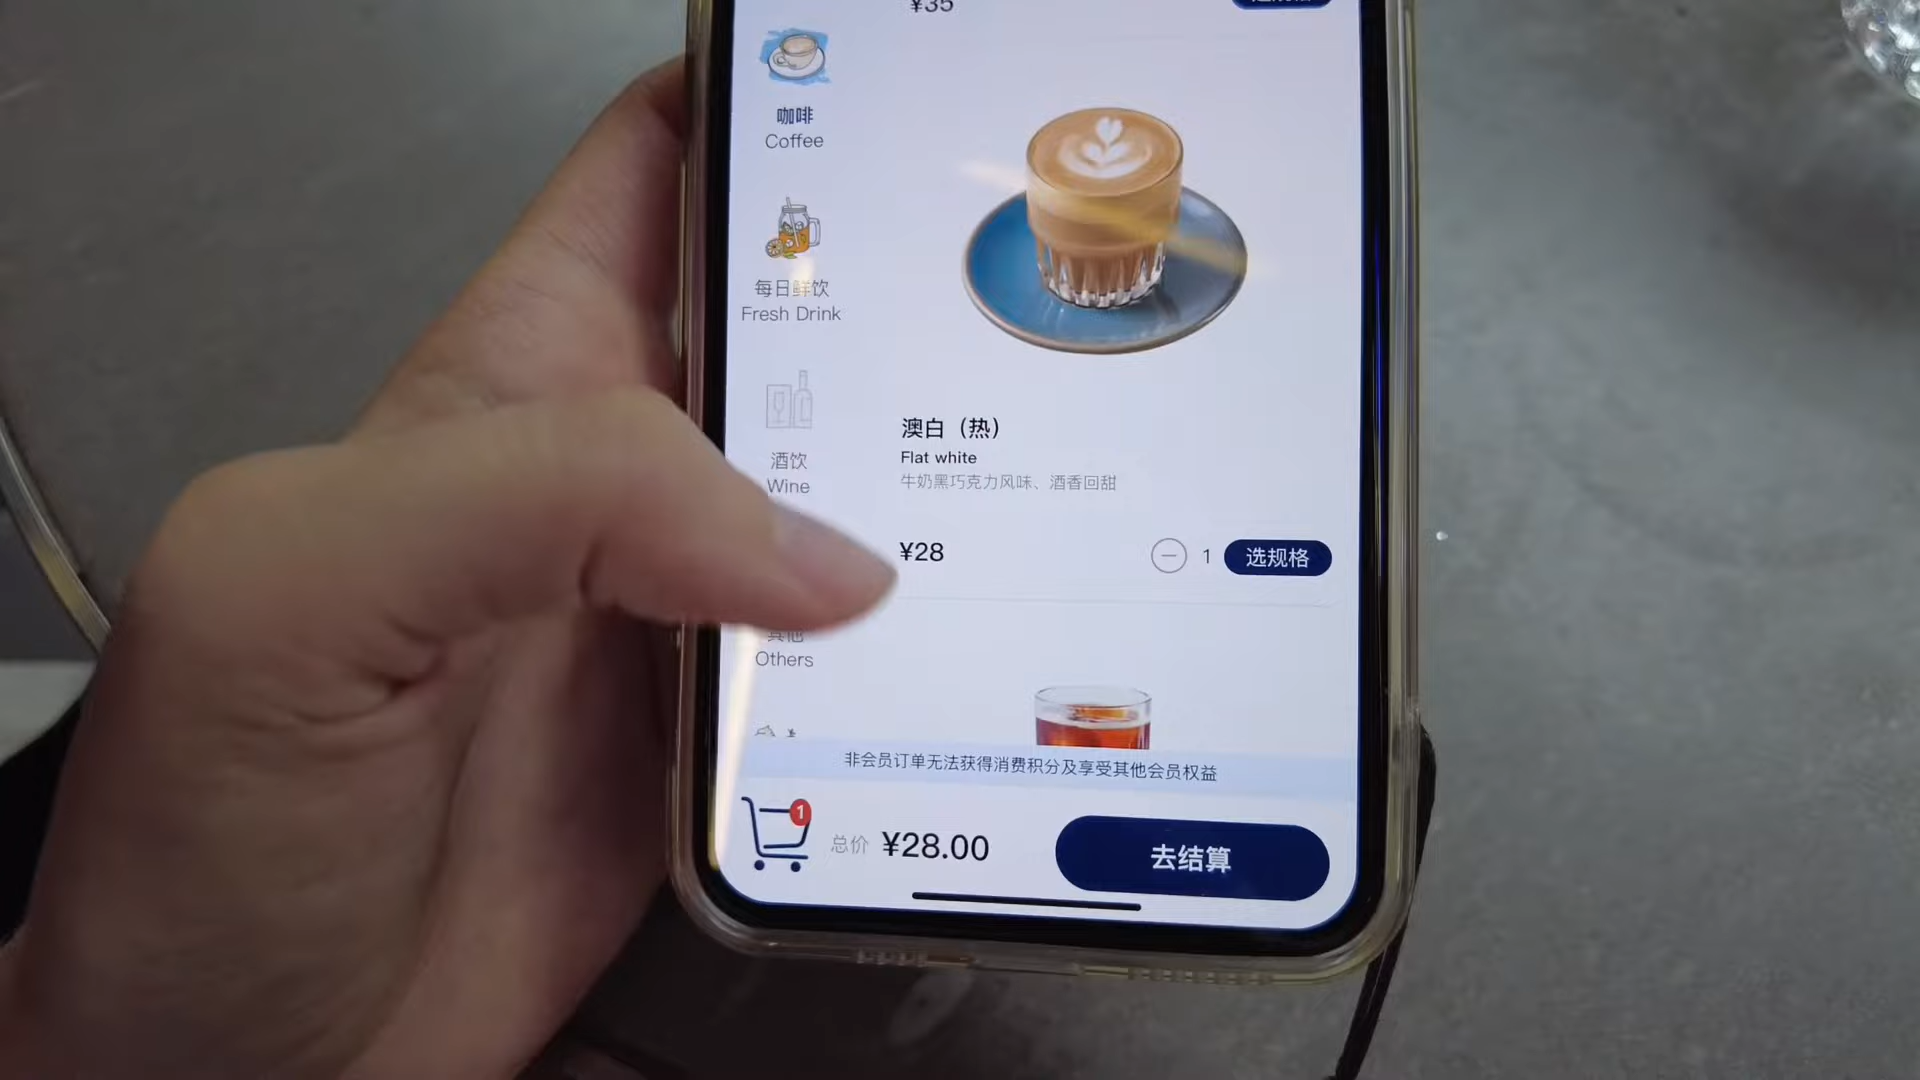 ¥35
咖啡
Coffee
每日鲜饮
Fresh Drink
酒饮
Wine
其他
Others
澳白（热）
Flat white
牛奶黑巧克力风味、酒香回甜
¥28
1
选规格
非会员订单无法获得消费积分及享受其他会员权益
1
总价
¥28.00
去结算